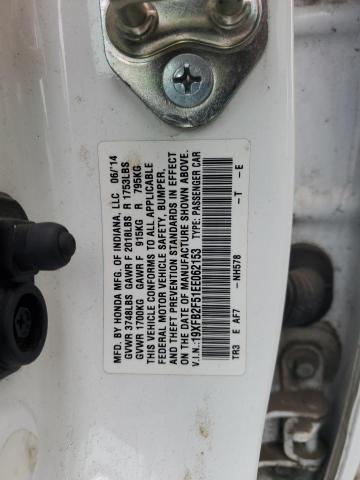 MFD. BY HONDA MFG. OF INDIANA, LLC 06/14
GVWR 3748LBS GAWR F 2018LBS R 1753LBS
GVWR 1700KG GAWR F 915KG R 795KG
THIS VEHICLE CONFORMS TO ALL APPLICABLE
FEDERAL MOTOR VEHICLE SAFETY, BUMPER,
AND THEFT PREVENTION STANDARDS IN EFFECT
ON THE DATE OF MANUFACTURE SHOWN ABOVE.
V.I.N.:19XFB2F51EE062153 TYPE: PASSENGER CAR
TR3 E AF7 -NH578 -T -E